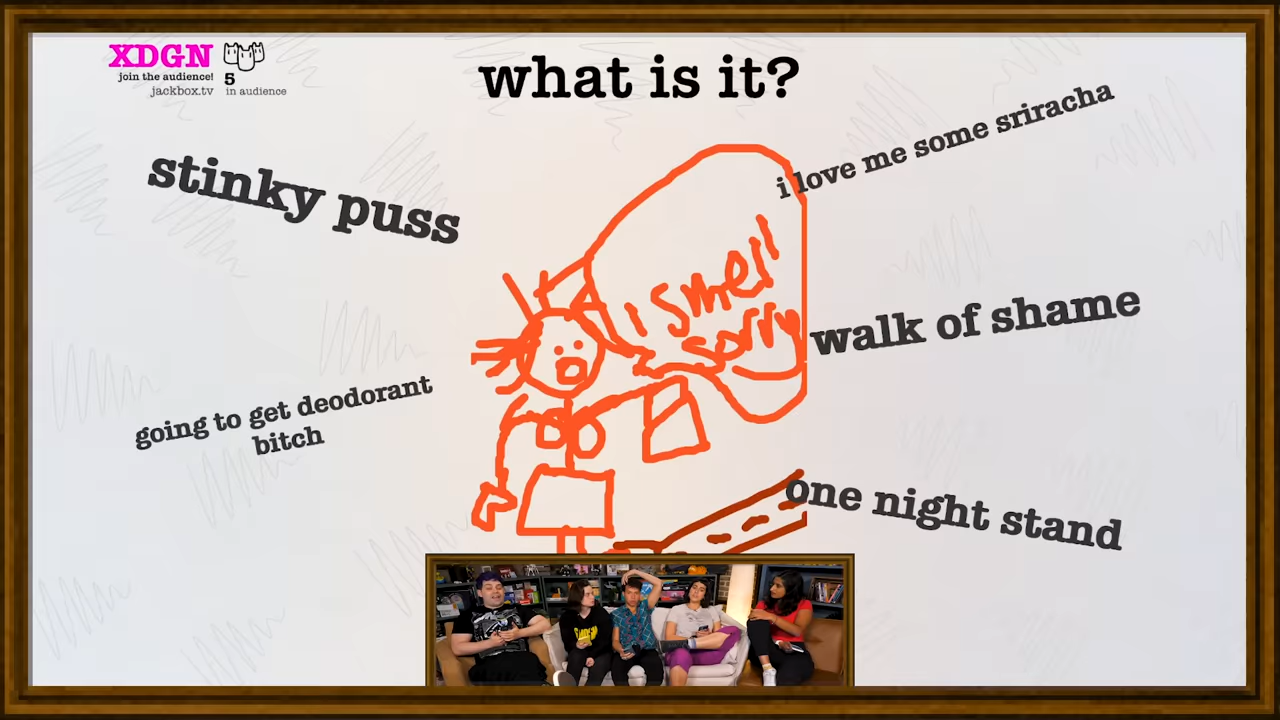 XDGN
join the audience!
jackbox.tv
5
in audience
what is it?
i love me some sriracha
stinky puss
I smell
sorry
walk of shame
going to get deodorant
bitch
one night stand